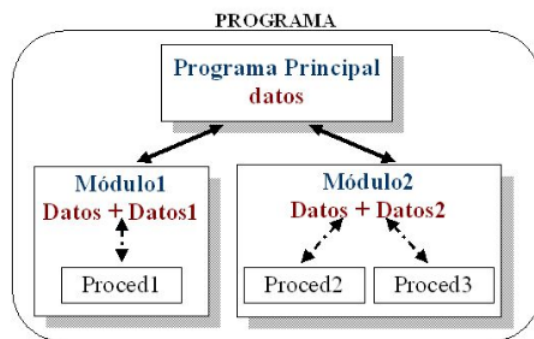 PROGRAMA
Programa Principal
datos
Módulo1
Datos + Datos1
Proced1
Módulo2
Datos + Datos2
Proced2
Proced3